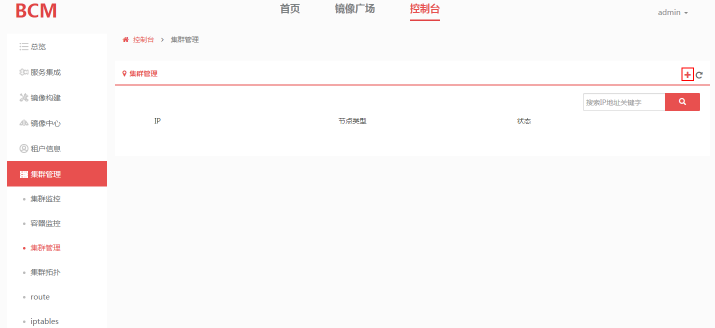 BCM
首页 镜像广场 控制台
admin
总览
服务集成
镜像构建
镜像中心
租户信息
集群管理
集群监控
容器监控
集群管理
集群拓扑
route
iptables
控制台 > 集群管理
集群管理
搜索IP地址关键字
IP 节点类型 状态